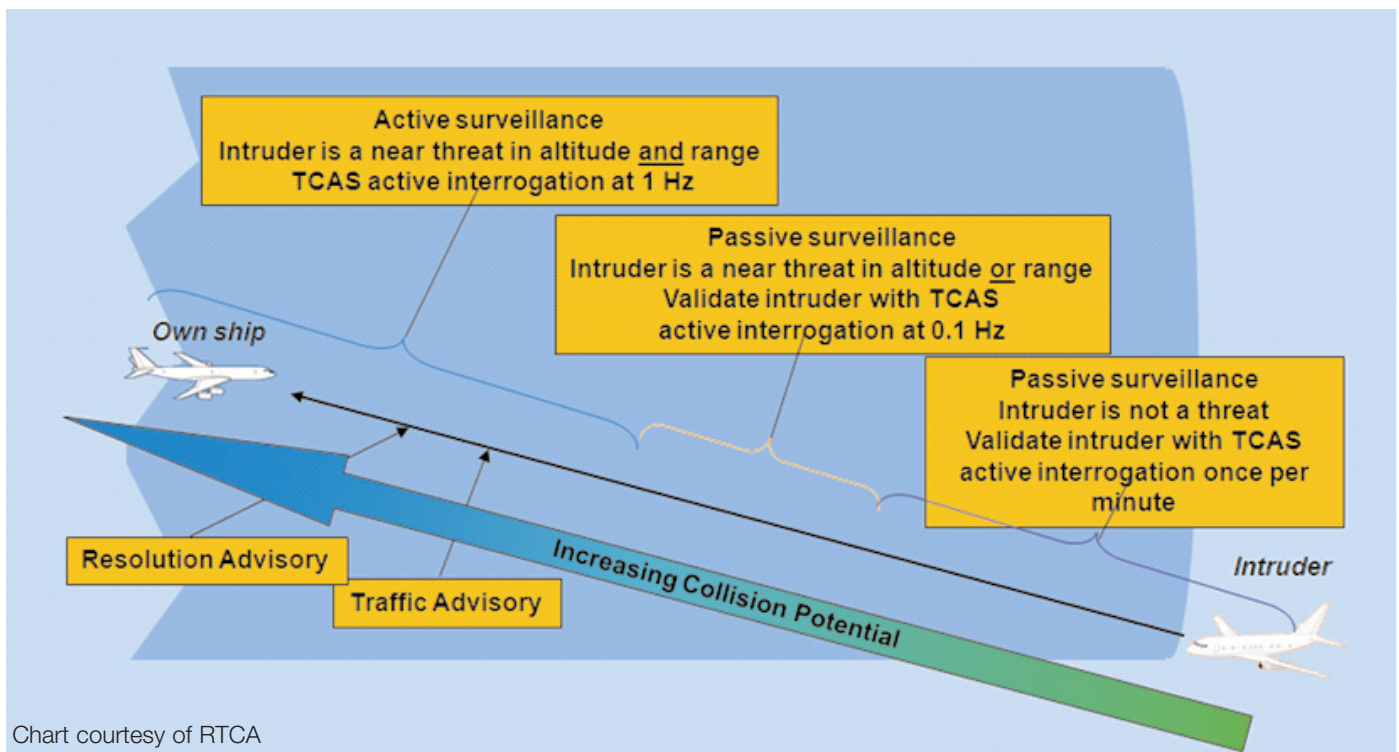 Active surveillance
Intruder is a near threat in altitude and range
TCAS active interrogation at 1 Hz
Passive surveillance
Intruder is a near threat in altitude or range
Validate intruder with TCAS
active interrogation at 0.1 Hz
Passive surveillance
Intruder is not a threat
Validate intruder with TCAS
active interrogation once per
minute
Own ship
Intruder
Resolution Advisory
Traffic Advisory
Increasing Collision Potential
Chart courtesy of RTCA